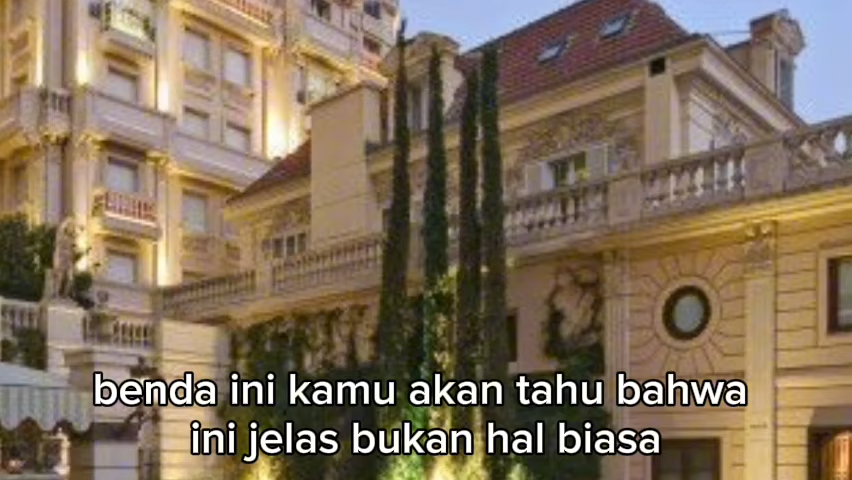 benda ini kamu akan tahu bahwa
ini jelas bukan hal biasa